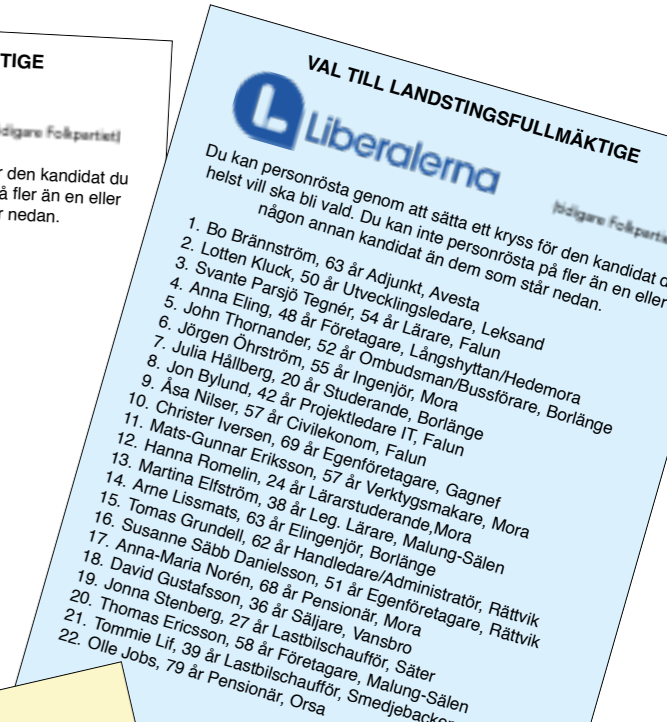 TIGE
digare Folkpartiet)
r den kandidat du
å fler än en eller
r nedan.
VAL TILL LANDSTINGSFULLMÄKTIGE
Liberalerna
(tidigare
Du kan personrösta genom att sätta ett kryss för den kandidat
helst vill ska bli vald. Du kan inte personrösta på fler än en eller
någon annan kandidat än dem som står nedan.
1. Bo Brännström, 63 år Adjunkt, Avesta
2. Lotten Kluck, 50 år Utvecklingsledare, Leksand
3. Svante Parsjö Tegnér, 54 år Lärare, Falun
4. Anna Eling, 48 år Företagare, Långshyttan/Hedemora
5. John Thornander, 52 år Ombudsman/Bussförare, Borlänge
6. Jörgen Öhrström, 55 år Ingenjör, Mora
7. Julia Hållberg, 20 år Studerande, Borlänge
8. Jon Bylund, 42 år Projektledare IT, Falun
9. Åsa Nilser, 57 år Civilekonom, Falun
10. Christer Iversen, 69 år Egenföretagare, Gagnef
11. Mats-Gunnar Eriksson, 57 år Verktygsmakare, Mora
12. Hanna Romelin, 24 år Lärarstuderande,Mora
13. Martina Elfström, 38 år Leg. Lärare, Malung-Sälen
14. Arne Lissmats, 63 år Elingenjör, Borlänge
15. Tomas Grundell, 62 år Handledare/Administratör, Rättvik
16. Susanne Säbb Danielsson, 51 år Egenföretagare, Rättvik
17. Anna-Maria Norén, 68 år Pensionär, Mora
18. David Gustafsson, 36 år Säljare, Vansbro
19. Jonna Stenberg, 27 år Lastbilschaufför, Säter
20. Thomas Ericsson, 58 år Företagare, Malung-Sälen
21. Tommie Lif, 39 år Lastbilschaufför, Smedjebacken
22. Olle Jobs, 79 år Pensionär, Orsa